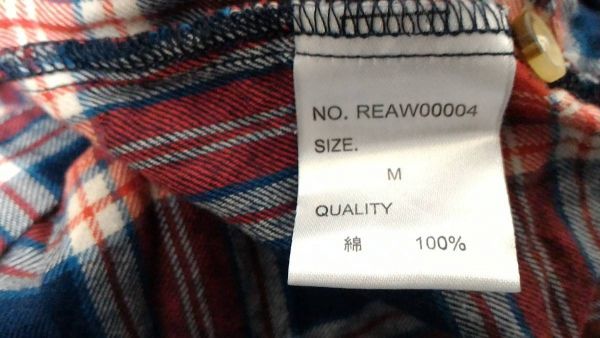 NO. REAW00004
SIZE.
M
QUALITY
綿 100%